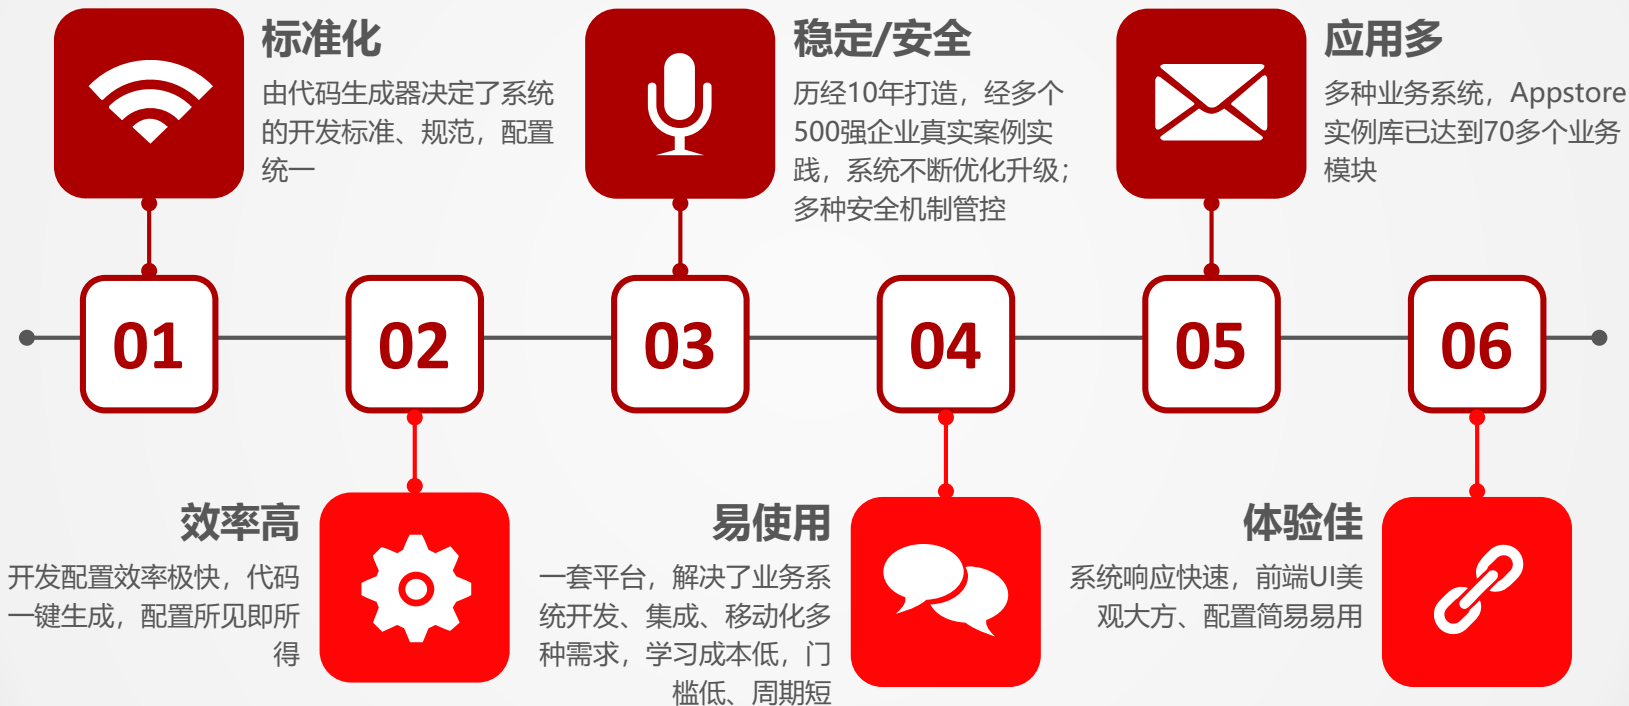 标准化
由代码生成器决定了系统
的开发标准、规范，配置
统一
稳定/安全
历经10年打造，经多个
500强企业真实案例实
践，系统不断优化升级；
多种安全机制管控
应用多
多种业务系统，Appstore
实例库已达到70多个业务
模块
01
02
03
04
05
06
效率高
开发配置效率极快，代码
一键生成，配置所见即所
得
易使用
一套平台，解决了业务系
统开发、集成、移动化多
种需求，学习成本低，门
槛低、周期短
体验佳
系统响应快速，前端UI美
观大方、配置简易易用